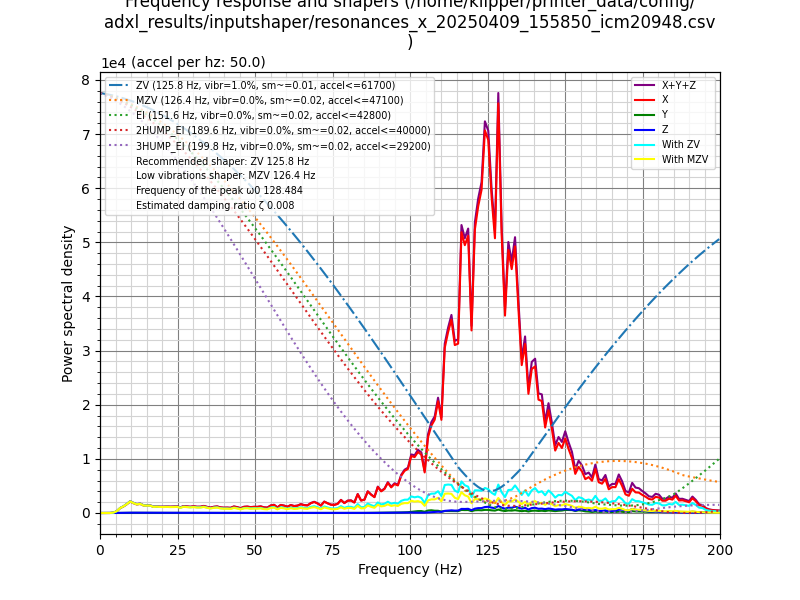 Frequency response and shapers (/home/klipper/printer_data/config/
adxl_results/inputshaper/resonances_x_20250409_155850_icm20948.csv
)
1e4 (accel per hz: 50.0)
ZV (125.8 Hz, vibr=1.0%, sm~=0.01, accel<=61700)
MZV (126.4 Hz, vibr=0.0%, sm~=0.02, accel<=47100)
EI (151.6 Hz, vibr=0.0%, sm~=0.02, accel<=42800)
2HUMP_EI (189.6 Hz, vibr=0.0%, sm~=0.02, accel<=40000)
3HUMP_EI (199.8 Hz, vibr=0.0%, sm~=0.02, accel<=29200)
Recommended shaper: ZV 125.8 Hz
Low vibrations shaper: MZV 126.4 Hz
Frequency of the peak ω0 128.484
Estimated damping ratio ζ 0.008
X+Y+Z
X
Y
Z
With ZV
With MZV
Power spectral density
8
7
6
5
4
3
2
1
0
0 25 50 75 100 125 150 175 200
Frequency (Hz)